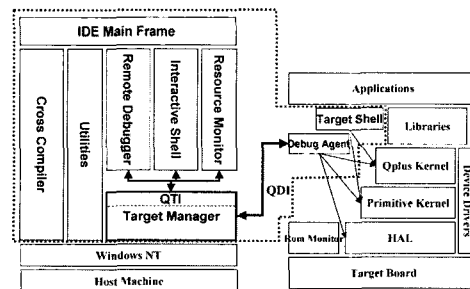 IDE Main Frame
Cross Compiler
Utilities
Remote Debugger
Interactive Shell
Resource Monitor
QTI
Target Manager
Windows NT
Host Machine
QDI
Applications
Target Shell
Libraries
Debug Agent
Qplus Kernel
Primitive Kernel
Device Drivers
Rom Monitor
HAL
Target Board